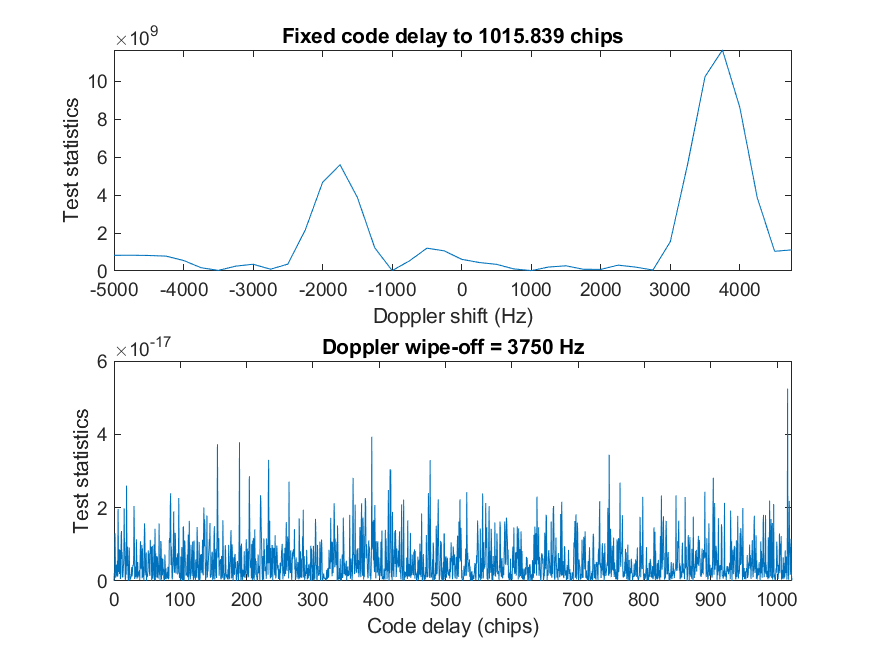 ×10^9
Fixed code delay to 1015.839 chips
Test statistics
10
8
6
4
2
0
-5000 -4000 -3000 -2000 -1000 0 1000 2000 3000 4000
Doppler shift (Hz)
×10^-17
Doppler wipe-off = 3750 Hz
Test statistics
6
4
2
0
0 100 200 300 400 500 600 700 800 900 1000
Code delay (chips)